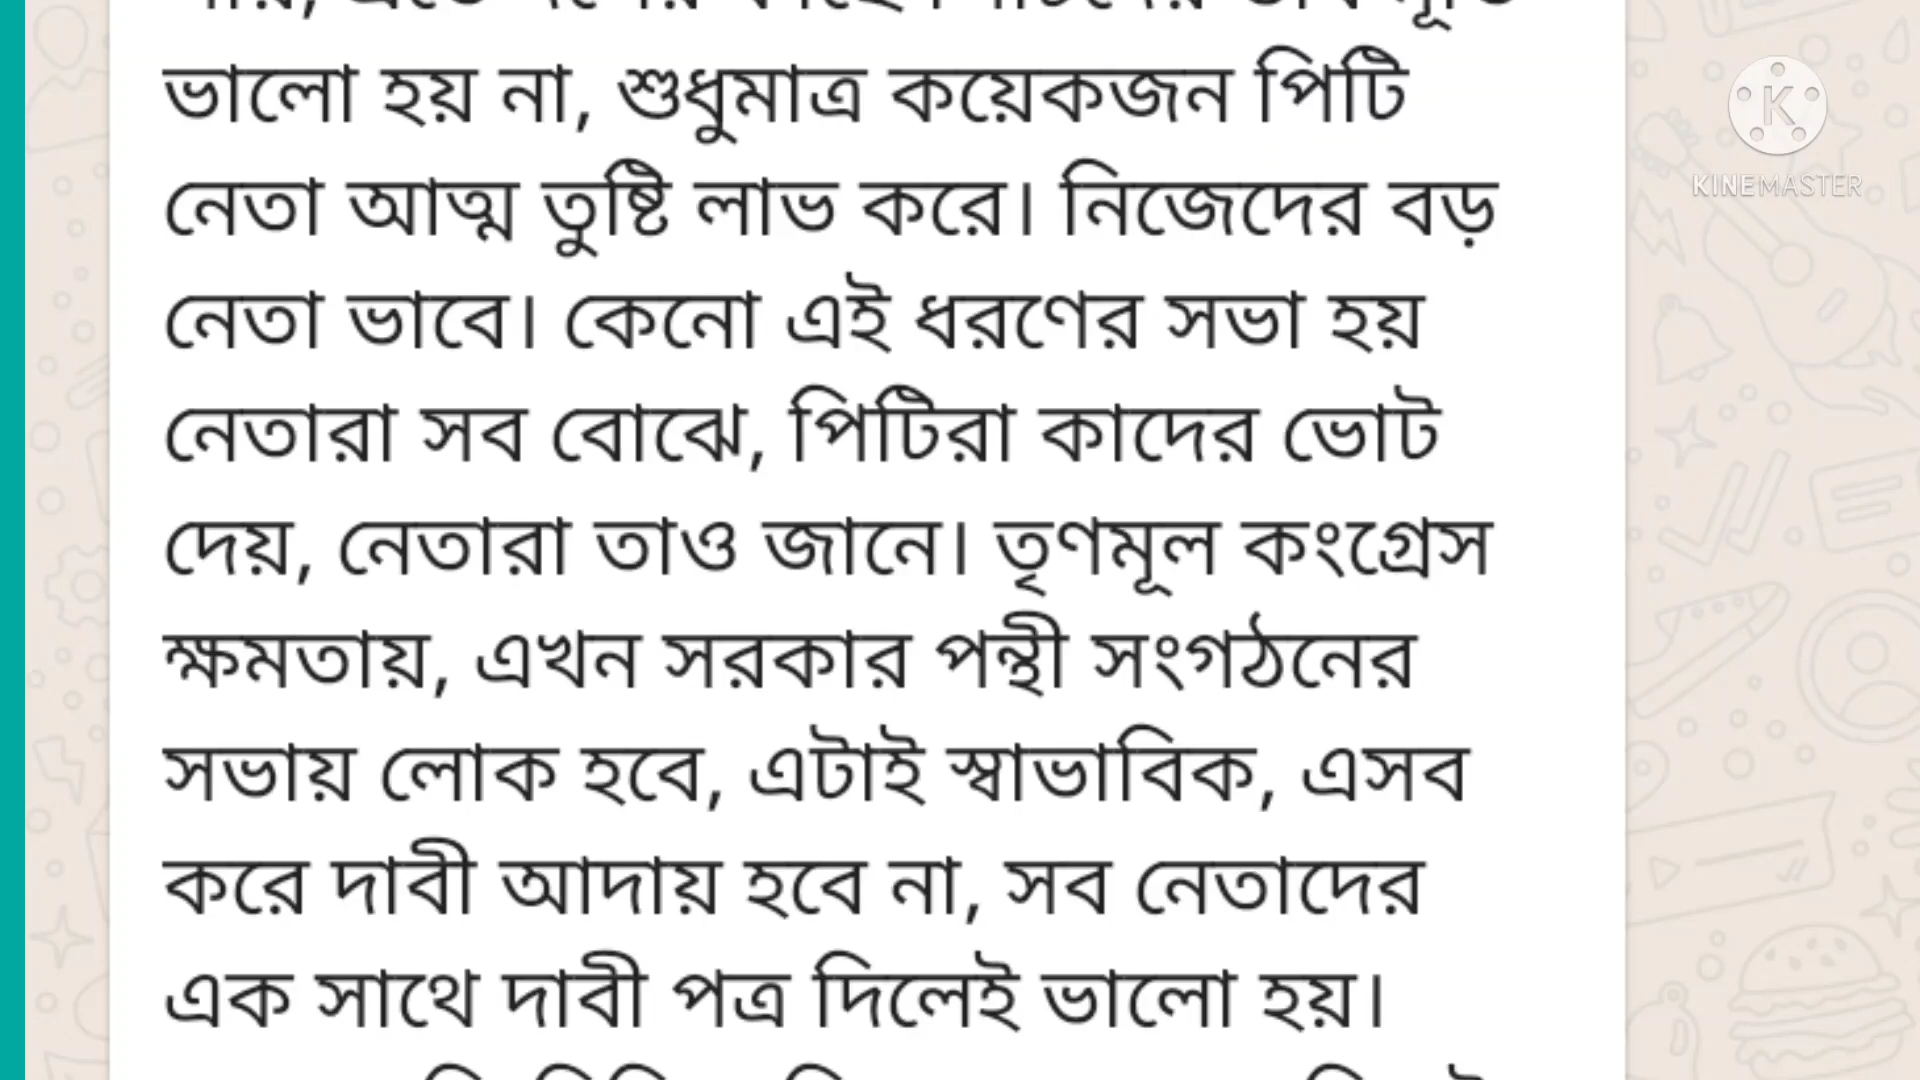 ভালো হয় না, শুধুমাত্র কয়েকজন পিটি
নেতা আত্ম তুষ্টি লাভ করে। নিজেদের বড়
নেতা ভাবে। কেনো এই ধরণের সভা হয়
নেতারা সব বোঝে, পিটিরা কাদের ভোট
দেয়, নেতারা তাও জানে। তৃণমূল কংগ্রেস
ক্ষমতায়, এখন সরকার পন্থী সংগঠনের
সভায় লোক হবে, এটাই স্বাভাবিক, এসব
করে দাবী আদায় হবে না, সব নেতাদের
এক সাথে দাবী পত্র দিলেই ভালো হয়।
K
KINEMASTER